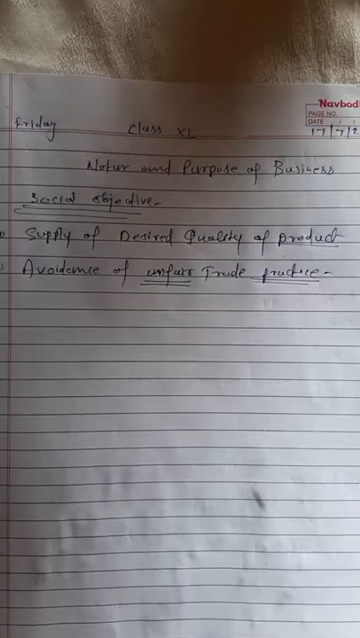 Navbod
PAGE NO.
DATE / /
17/7/2
Friday Class XI
Natur and Purpose of Business
Social objective-
Supply of Desired Quality of product
Avoidence of unfair Trade practice-